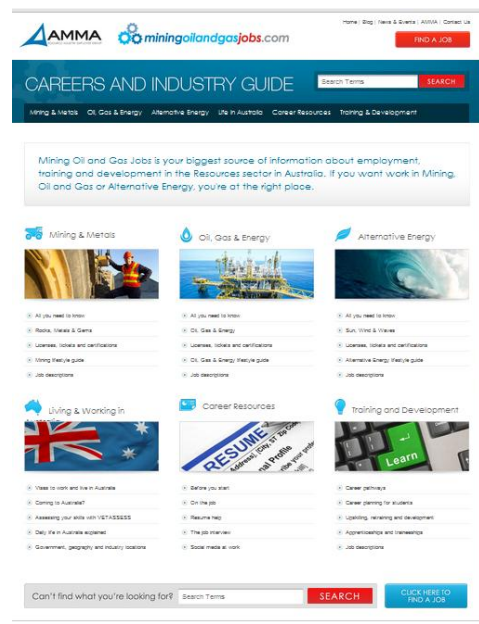 Home | Blog | News & Events | AMMA | Contact Us
AMMA
miningoilandgasjobs.com
FIND A JOB
CAREERS AND INDUSTRY GUIDE
Search Terms
SEARCH
Mining & Metals Oil, Gas & Energy Alternative Energy Life in Australia Career Resources Training & Development
Mining Oil and Gas Jobs is your biggest source of information about employment,
training and development in the Resources sector in Australia. If you want work in Mining,
Oil and Gas or Alternative Energy, you're at the right place.
Mining & Metals
All you need to know
Rocks, Metals & Gems
Licenses, tickets and certifications
Mining lifestyle guide
Job descriptions
Oil, Gas & Energy
All you need to know
Oil, Gas & Energy
Licenses, tickets and certifications
Oil, Gas & Energy lifestyle guide
Job descriptions
Alternative Energy
All you need to know
Sun, Wind & Waves
Licenses, tickets and certifications
Alternative Energy lifestyle guide
Job descriptions
Living & Working in
Visas to work and live in Australia
Coming to Australia?
Assessing your skills with VETASSESS
Daily life in Australia explained
Government, geography and industry locations
Career Resources
RESUME
Address) (City, ST Zip
nal Profile
Before you start
On the job
Resume help
The job interview
Social media at work
Training and Development
Learn
Career pathways
Career planning for students
Upskilling, retraining and development
Apprenticeships and traineeships
Job descriptions
Can't find what you're looking for?
Search Terms
SEARCH
CLICK HERE TO
FIND A JOB